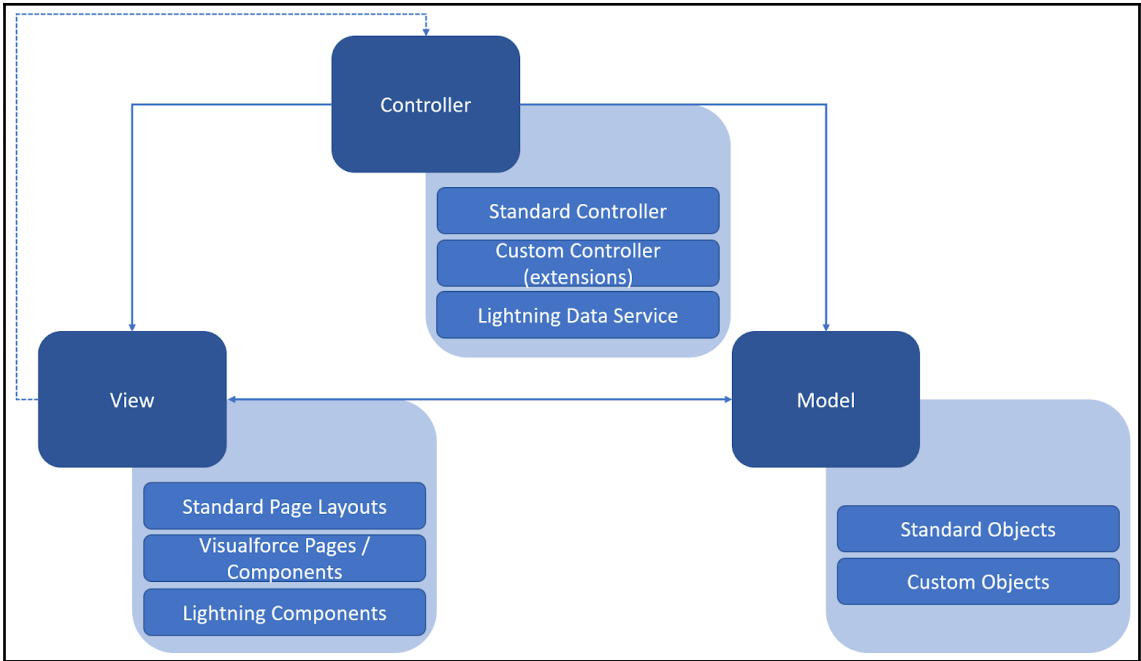 Controller
Standard Controller
Custom Controller
(extensions)
Lightning Data Service
View
Model
Standard Page Layouts
Visualforce Pages /
Components
Lightning Components
Standard Objects
Custom Objects